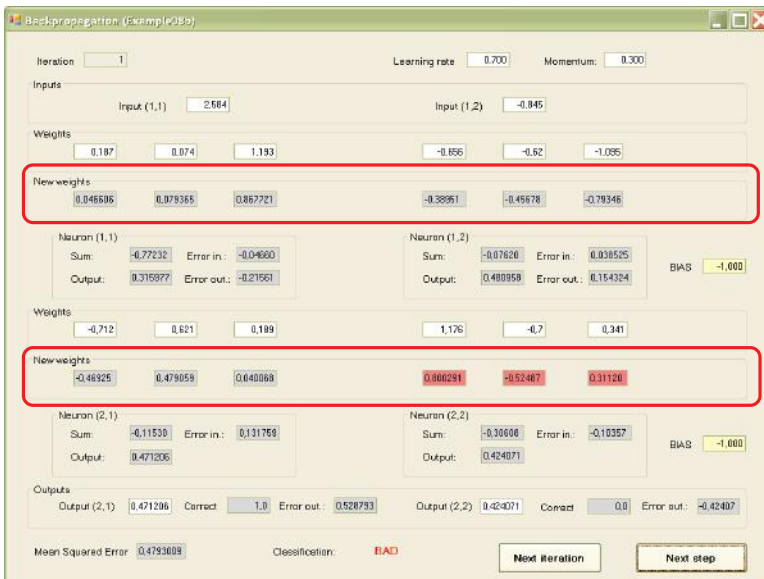 Backpropagation (Example08b)
Iteration 1 Learning rate 0.700 Momentum: 0.300
Inputs
Input (1,1) 2,584 Input (1,2) -0.845
Weights
0,187 0,074 1,193 -0,656 -0,62 -1,095
New weights
0,046606 0,079365 0,867721 -0,38951 -0,45678 -0,79346
Neuron (1,1) Neuron (1,2)
Sum: -0,77232 Error in.: -0,04660 Sum: -0,07620 Error in.: 0,038525
BIAS -1,000
Output: 0.315977 Error out.: -0,21561 Output: 0,480958 Error out.: 0,154324
Weights
-0,712 0,621 0,189 1,176 -0,7 0,341
New weights
-0,46925 0,479059 0,040068 0,800291 -0,52467 0,31120
Neuron (2,1) Neuron (2,2)
Sum: -0,11530 Error in.: 0,131759 Sum: -0,30606 Error in.: -0,10357
BIAS -1,000
Output: 0.471206 Output: 0.424071
Outputs
Output (2,1) 0,471206 Correct 1.0 Error out.: 0,528793 Output (2,2) 0,424071 Correct 0,0 Error out.: -0,42407
Mean Squared Error 0,4793009 Classification: BAD Next iteration Next step